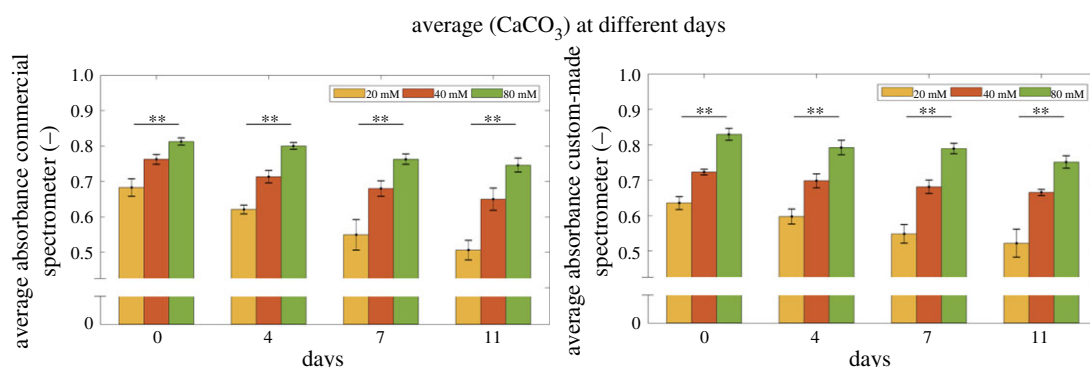 average (CaCO₃) at different days
average absorbance commercial
spectrometer (–)
1.0
0.9
0.8
0.7
0.6
0.5
0
20 mM 40 mM 80 mM
** ** ** **
0 4 7 11
days
average absorbance custom-made
spectrometer (–)
1.0
0.9
0.8
0.7
0.6
0.5
0
20 mM 40 mM 80 mM
** ** ** **
0 4 7 11
days